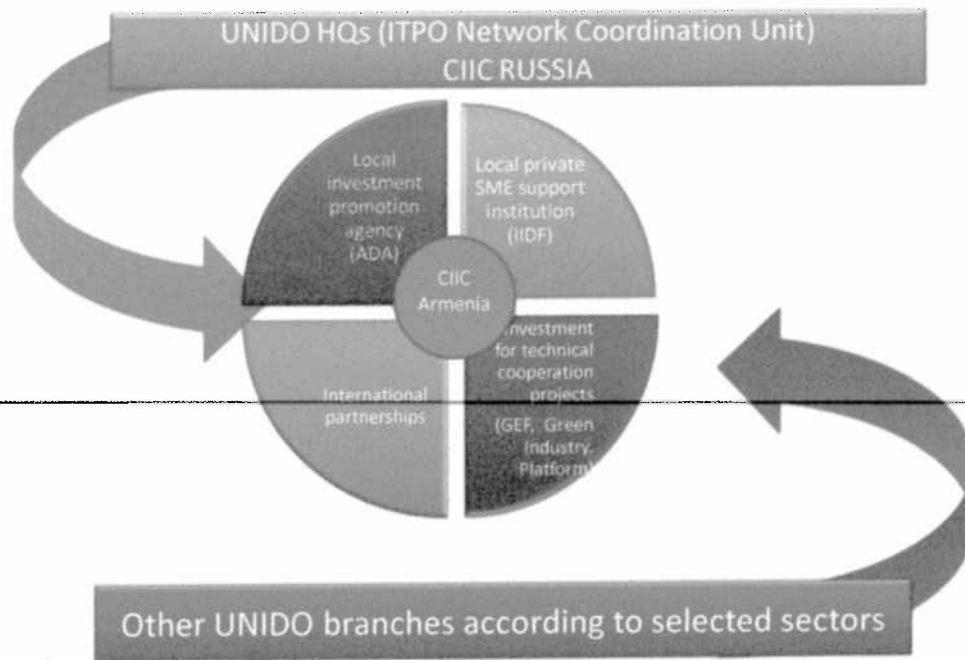 UNIDO HQs (ITPO Network Coordination Unit)
CIIC RUSSIA
Local
investment
promotion
agency
(ADA)
Local private
SME support
institution
(IIDF)
CIIC
Armenia
International
partnerships
Investment
for technical
cooperation
projects
(GEF, Green
Industry,
Platform)
Other UNIDO branches according to selected sectors